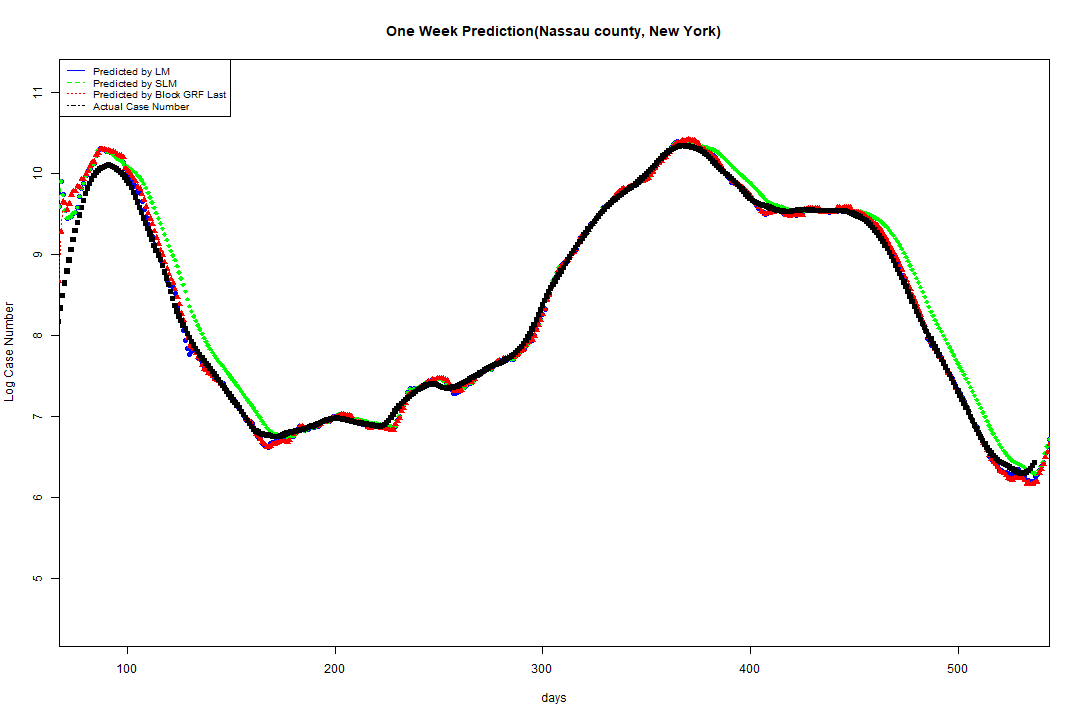 One Week Prediction(Nassau county, New York)
Predicted by LM
Predicted by SLM
Predicted by Block GRF Last
Actual Case Number
11
10
9
8
7
6
5
Log Case Number
100 200 300 400 500
days